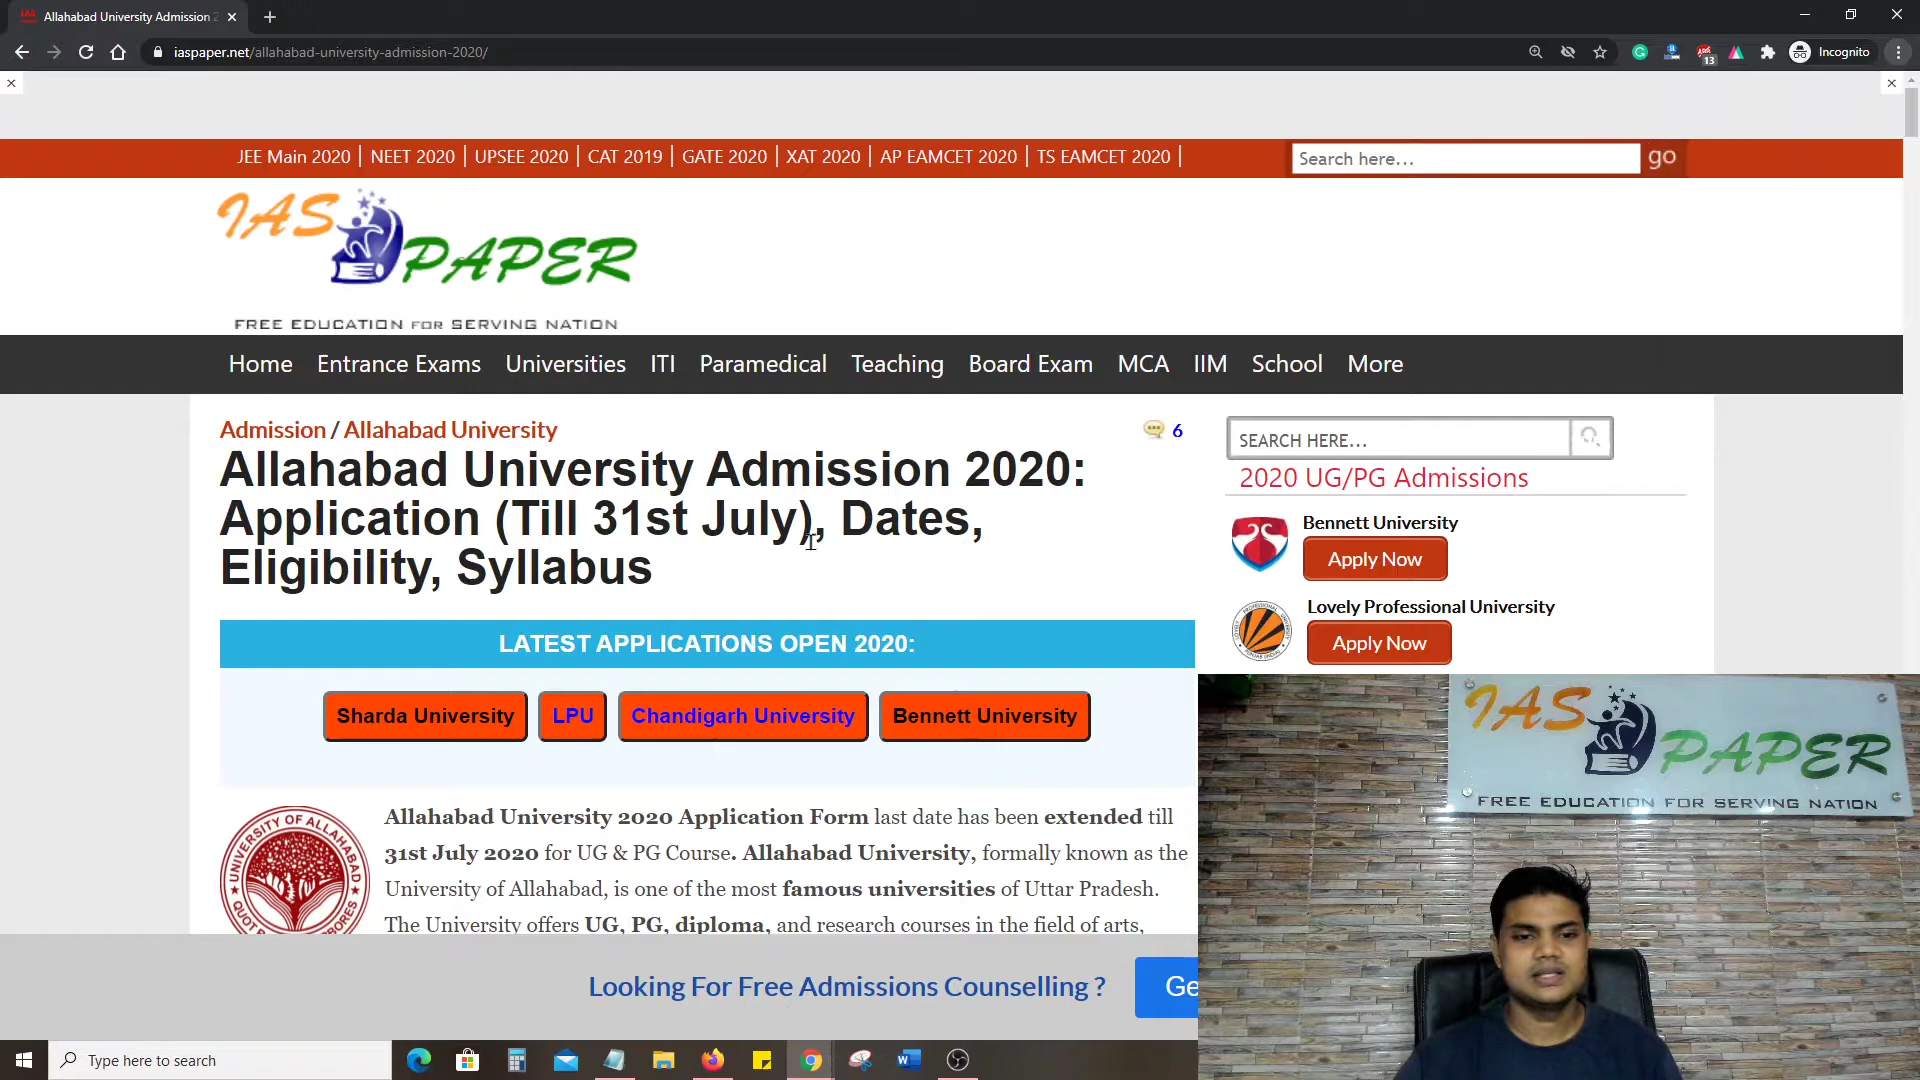 Allahabad University Admission 2
iaspaper.net/allahabad-university-admission-2020/
13
Incognito
JEE Main 2020 | NEET 2020 | UPSEE 2020 | CAT 2019 | GATE 2020 | XAT 2020 | AP EAMCET 2020 | TS EAMCET 2020 |
Search here...
go
IAS PAPER
FREE EDUCATION FOR SERVING NATION
Home Entrance Exams Universities ITI Paramedical Teaching Board Exam MCA IIM School More
Admission / Allahabad University
6
Allahabad University Admission 2020:
Application (Till 31st July), Dates,
Eligibility, Syllabus
SEARCH HERE...
2020 UG/PG Admissions
Bennett University
Apply Now
Lovely Professional University
Apply Now
LATEST APPLICATIONS OPEN 2020:
Sharda University LPU Chandigarh University Bennett University
UNIVERSITY OF ALLAHABAD
Allahabad University 2020 Application Form last date has been extended till
31st July 2020 for UG & PG Course. Allahabad University, formally known as the
University of Allahabad, is one of the most famous universities of Uttar Pradesh.
The University offers UG, PG, diploma, and research courses in the field of arts,
Looking For Free Admissions Counselling ?
Ge
IAS PAPER
FREE EDUCATION FOR SERVING NATION
Type here to search